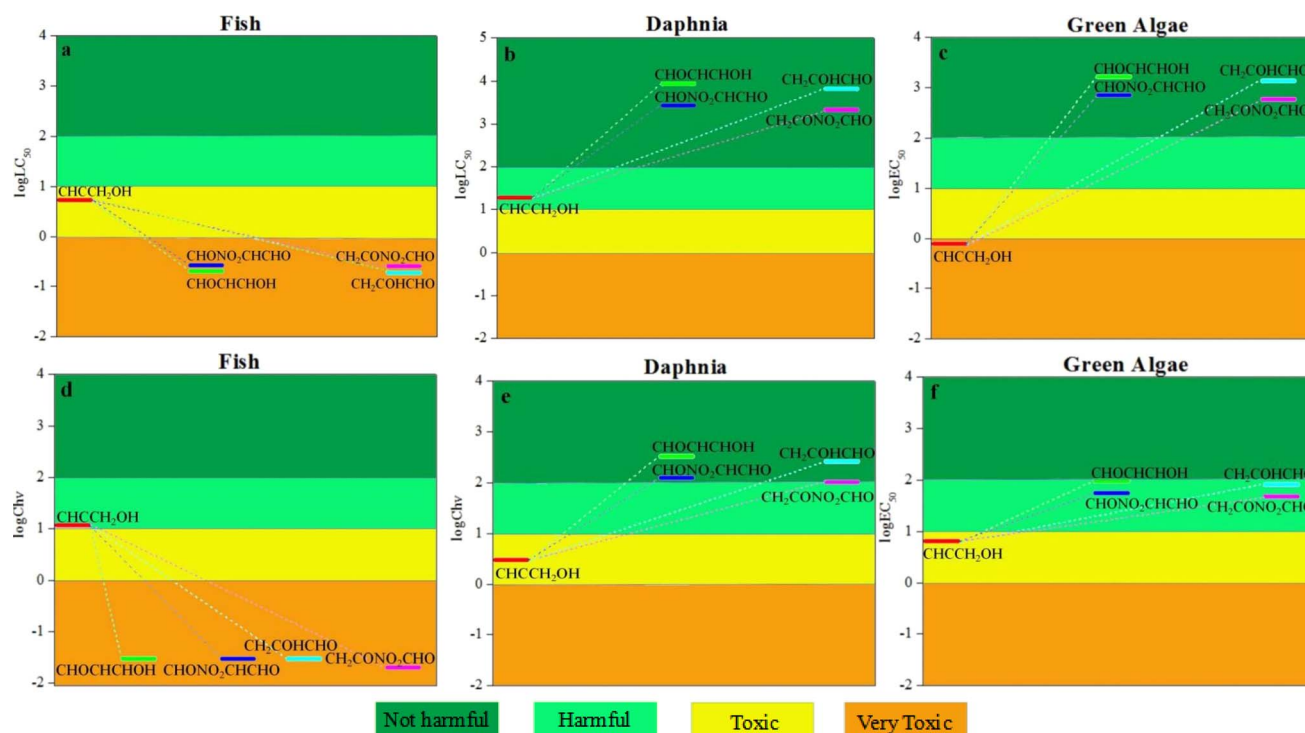 Fish
Daphnia
Green Algae
a
4
3
2
1
0
-1
-2
logLC50
CHCCH2OH
CHONO2CHCHO
CHOCHCHOH
CH2CONO2CHO
CH2COHCHO
b
5
4
3
2
1
0
-1
-2
logLC50
CHOCHCHOH
CHONO2CHCHO
CH2COHCHO
CH2CONO2CHO
CHCCH2OH
c
4
3
2
1
0
-1
-2
logEC50
CHOCHCHOH
CHONO2CHCHO
CH2COHCHO
CH2CONO2CHO
CHCCH2OH
Fish
Daphnia
Green Algae
d
4
3
2
1
0
-1
-2
logChv
CHCCH2OH
CHOCHCHOH
CHONO2CHCHO
CH2COHCHO
CH2CONO2CHO
e
4
3
2
1
0
-1
-2
logChv
CHOCHCHOH
CHONO2CHCHO
CH2COHCHO
CH2CONO2CHO
CHCCH2OH
f
4
3
2
1
0
-1
-2
logEC50
CHOCHCHOH
CHONO2CHCHO
CH2COHCHO
CH2CONO2CHO
CHCCH2OH
Not harmful
Harmful
Toxic
Very Toxic